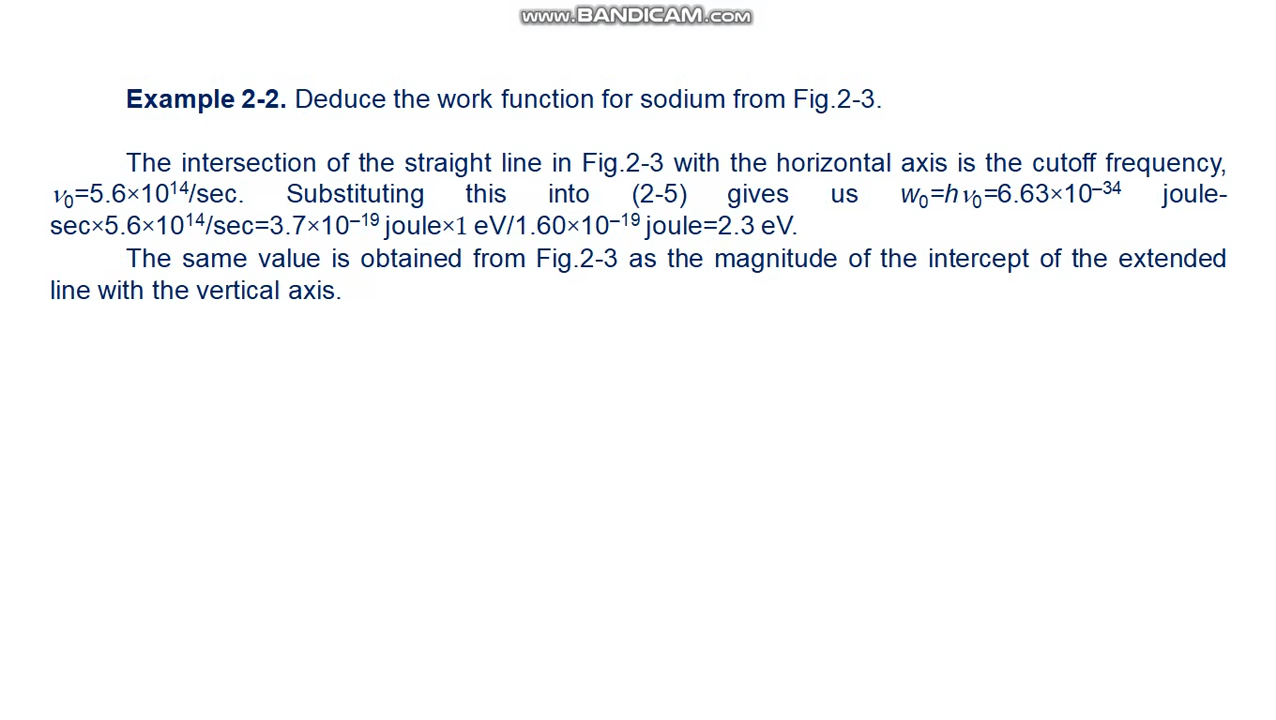 www.BANDICAM.com
Example 2-2. Deduce the work function for sodium from Fig.2-3.
The intersection of the straight line in Fig.2-3 with the horizontal axis is the cutoff frequency,
ν₀=5.6×10¹⁴/sec. Substituting this into (2-5) gives us w₀=hν₀=6.63×10⁻³⁴ joule-
sec×5.6×10¹⁴/sec=3.7×10⁻¹⁹ joule×1 eV/1.60×10⁻¹⁹ joule=2.3 eV.
The same value is obtained from Fig.2-3 as the magnitude of the intercept of the extended
line with the vertical axis.